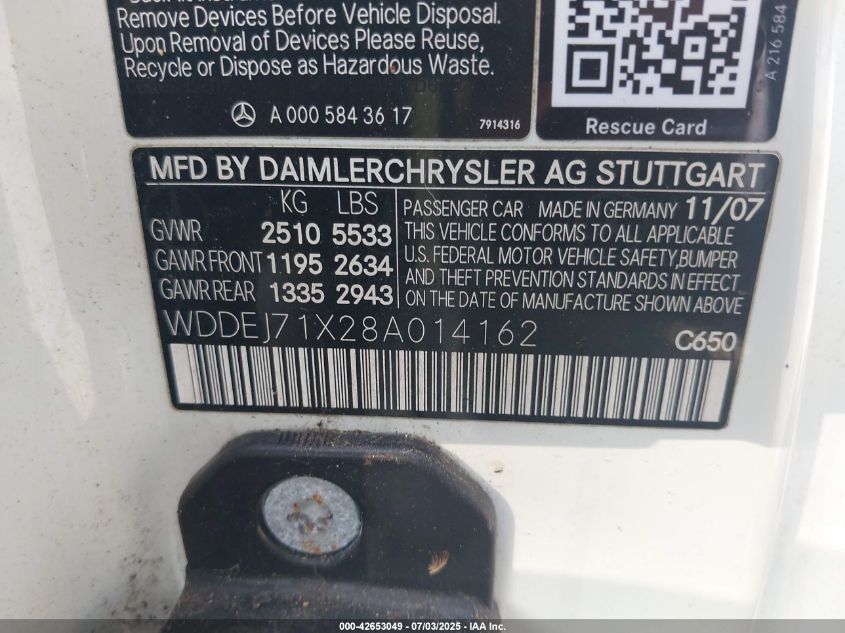 Remove Devices Before Vehicle Disposal.
Upon Removal of Devices Please Reuse,
Recycle or Dispose as Hazardous Waste.
A 000 584 36 17
7914316
Rescue Card
A 216 584
MFD BY DAIMLERCHRYSLER AG STUTTGART
KG LBS
GVWR 2510 5533
GAWR FRONT 1195 2634
GAWR REAR 1335 2943
PASSENGER CAR MADE IN GERMANY 11/07
THIS VEHICLE CONFORMS TO ALL APPLICABLE
U.S. FEDERAL MOTOR VEHICLE SAFETY,BUMPER
AND THEFT PREVENTION STANDARDS IN EFFECT
ON THE DATE OF MANUFACTURE SHOWN ABOVE
WDDEJ71X28A014162
C650
000-42653049 - 07/03/2025 - IAAI Inc.